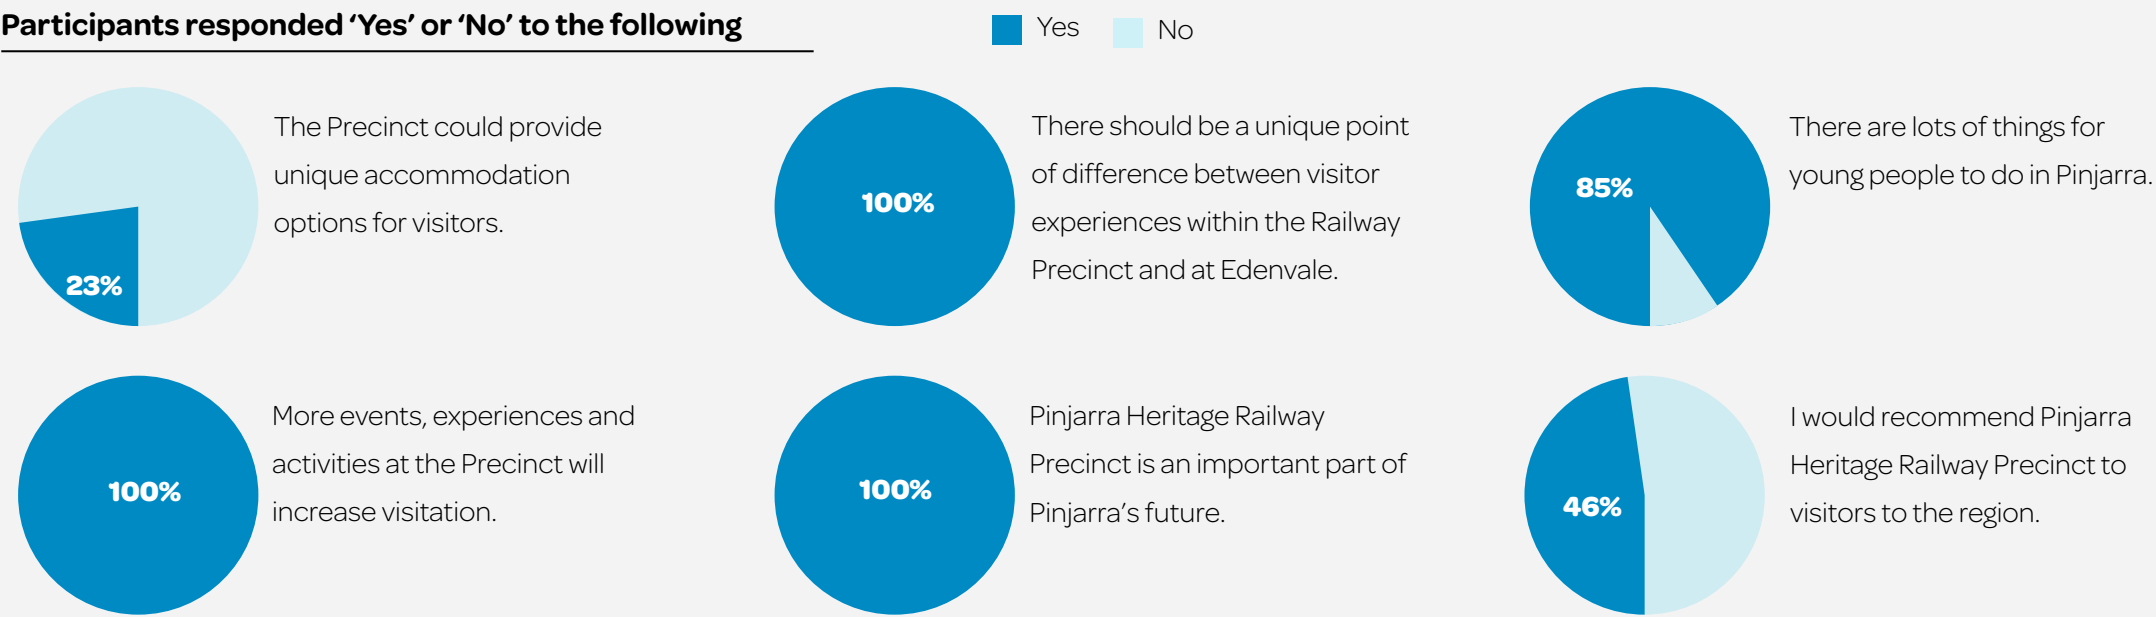 Participants responded ‘Yes’ or ‘No’ to the following
Yes
No
23%
The Precinct could provide
unique accommodation
options for visitors.
100%
There should be a unique point
of difference between visitor
experiences within the Railway
Precinct and at Edenvale.
85%
There are lots of things for
young people to do in Pinjarra.
100%
More events, experiences and
activities at the Precinct will
increase visitation.
100%
Pinjarra Heritage Railway
Precinct is an important part of
Pinjarra’s future.
46%
I would recommend Pinjarra
Heritage Railway Precinct to
visitors to the region.